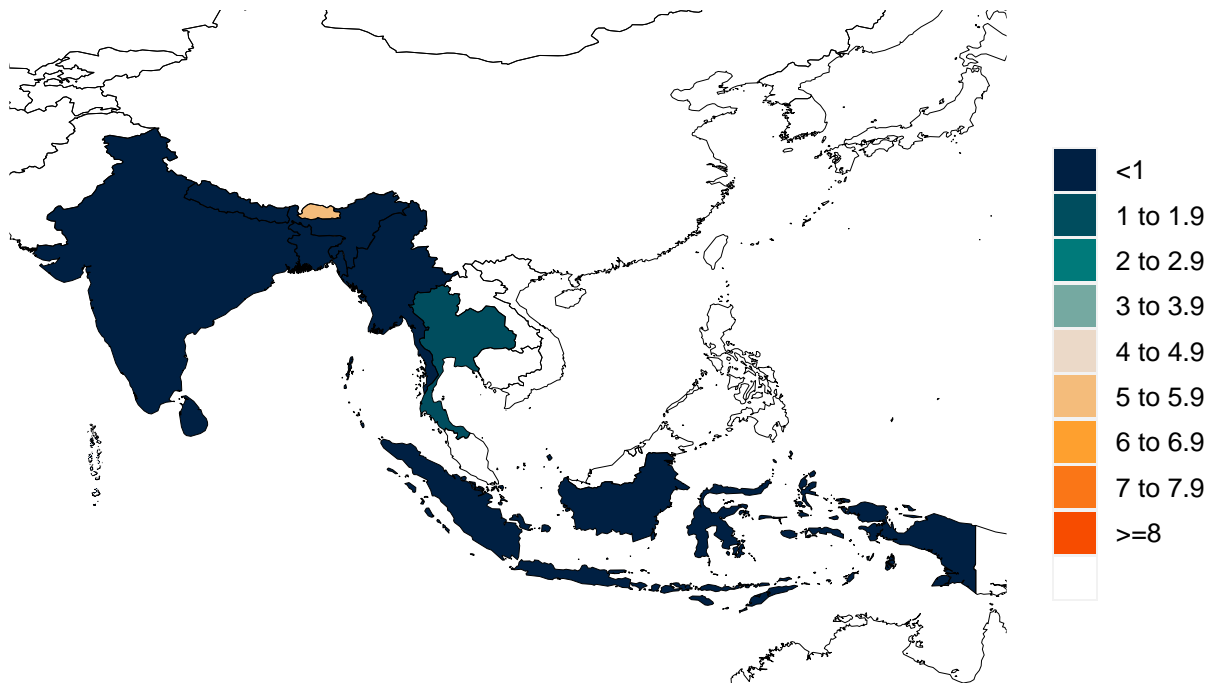 <1
1 to 1.9
2 to 2.9
3 to 3.9
4 to 4.9
5 to 5.9
6 to 6.9
7 to 7.9
>=8